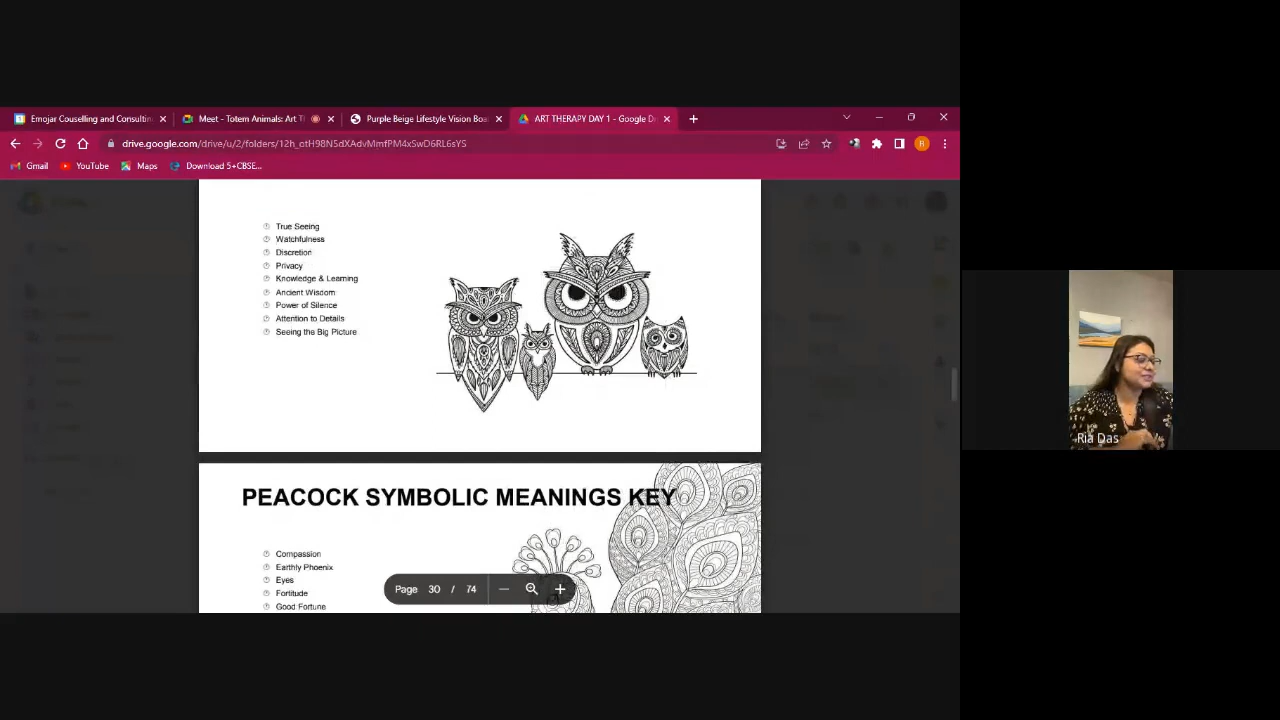 Emojar Couselling and Consultin
Meet - Totem Animals: Art T
Purple Beige Lifestyle Vision Boa
ART THERAPY DAY 1 - Google D
drive.google.com/drive/u/2/folders/12h_otH98N5dXAdvMmfPM4xSwD6RL6sYS
Gmail
YouTube
Maps
Download 5+CBSE...
True Seeing
Watchfulness
Discretion
Privacy
Knowledge & Learning
Ancient Wisdom
Power of Silence
Attention to Details
Seeing the Big Picture
PEACOCK SYMBOLIC MEANINGS KEY
Compassion
Earthly Phoenix
Eyes
Fortitude
Good Fortune
Page 30 / 74
Ria Das